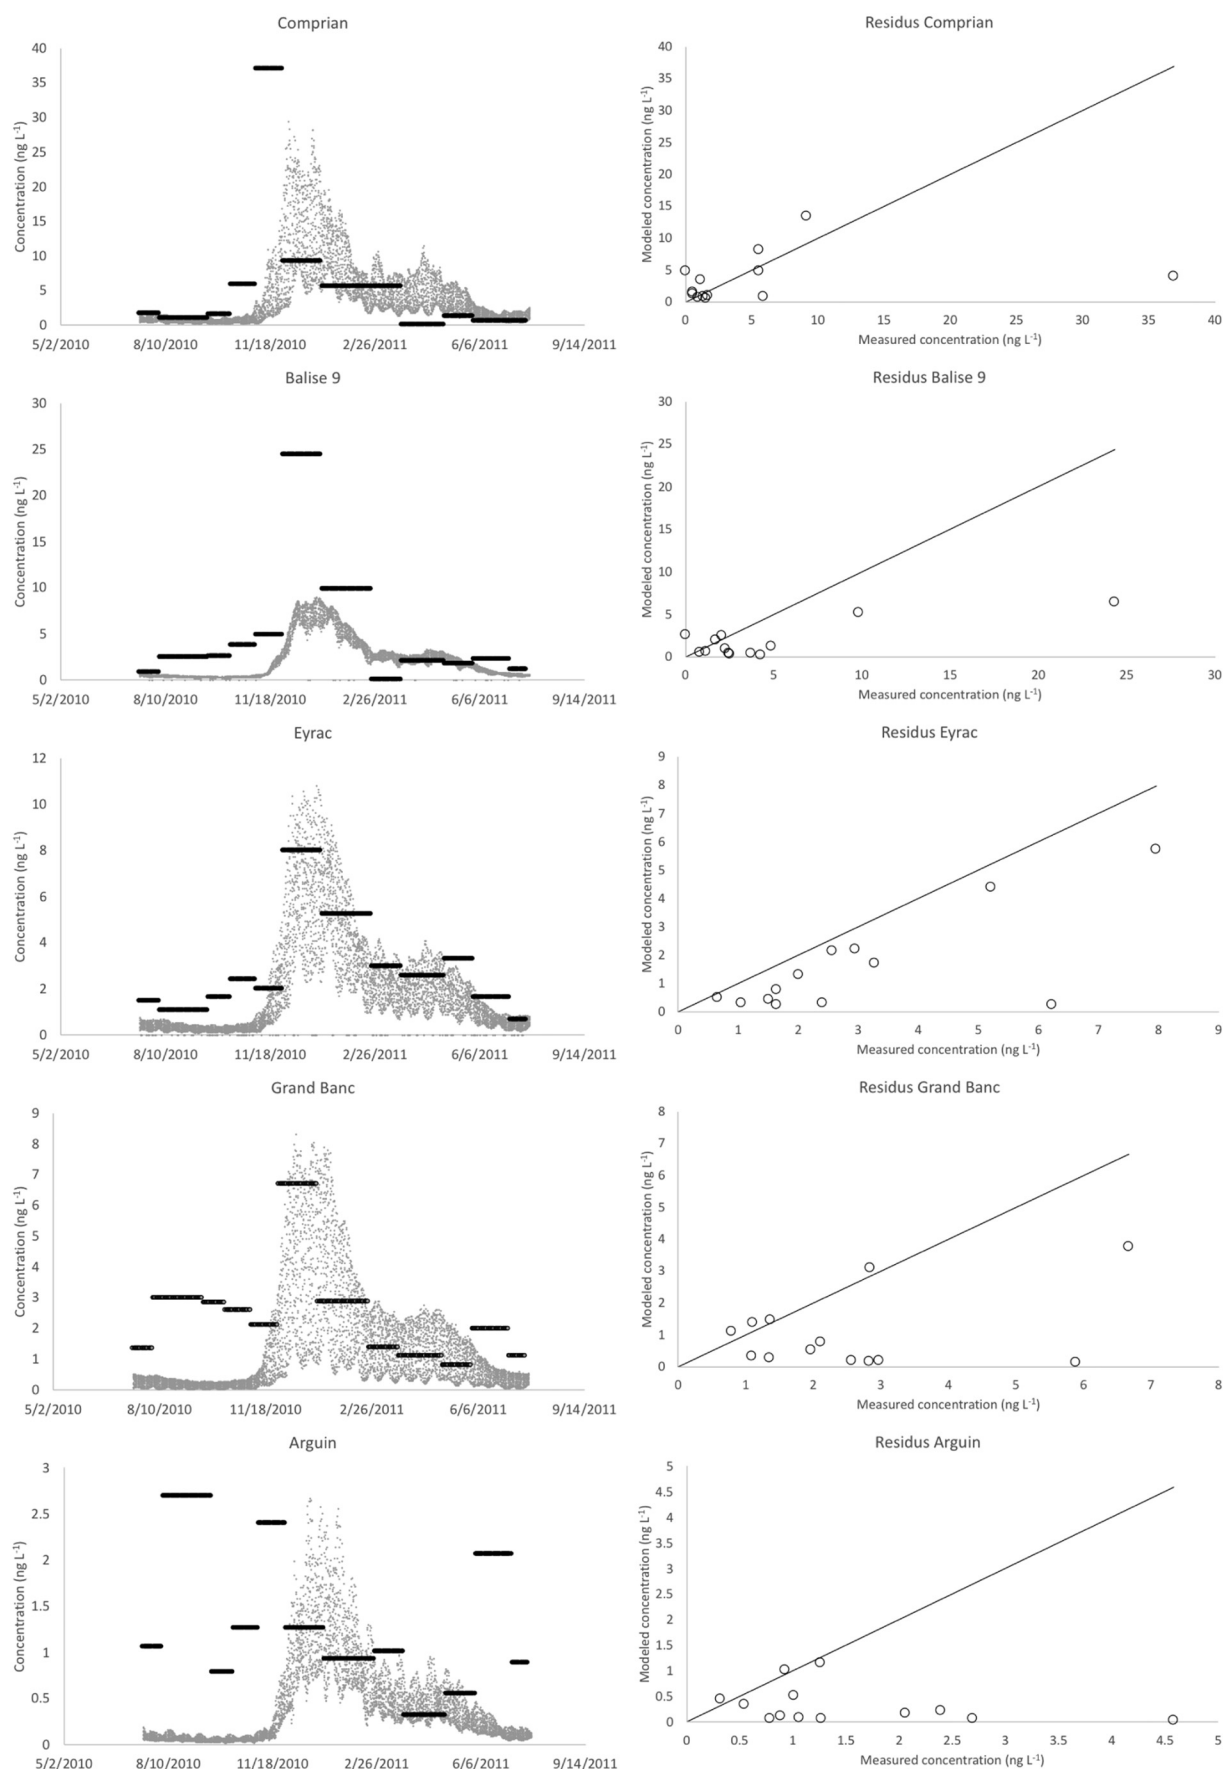 Comprian
Concentration (ng L-1)
40
35
30
25
20
15
10
5
0
5/2/2010 8/10/2010 11/18/2010 2/26/2011 6/6/2011 9/14/2011
Residus Comprian
Modeled concentration (ng L-1)
40
35
30
25
20
15
10
5
0
0 5 10 15 20 25 30 35 40
Measured concentration (ng L-1)
Balise 9
Concentration (ng L-1)
30
25
20
15
10
5
0
5/2/2010 8/10/2010 11/18/2010 2/26/2011 6/6/2011 9/14/2011
Residus Balise 9
Modeled concentration (ng L-1)
30
25
20
15
10
5
0
0 5 10 15 20 25 30
Measured concentration (ng L-1)
Eyrac
Concentration (ng L-1)
12
10
8
6
4
2
0
5/2/2010 8/10/2010 11/18/2010 2/26/2011 6/6/2011 9/14/2011
Residus Eyrac
Modeled concentration (ng L-1)
9
8
7
6
5
4
3
2
1
0
0 1 2 3 4 5 6 7 8 9
Measured concentration (ng L-1)
Grand Banc
Concentration (ng L-1)
9
8
7
6
5
4
3
2
1
0
5/2/2010 8/10/2010 11/18/2010 2/26/2011 6/6/2011 9/14/2011
Residus Grand Banc
Modeled concentration (ng L-1)
8
7
6
5
4
3
2
1
0
0 1 2 3 4 5 6 7 8
Measured concentration (ng L-1)
Arguin
Concentration (ng L-1)
3
2.5
2
1.5
1
0.5
0
5/2/2010 8/10/2010 11/18/2010 2/26/2011 6/6/2011 9/14/2011
Residus Arguin
Modeled concentration (ng L-1)
5
4.5
4
3.5
3
2.5
2
1.5
1
0.5
0
0 0.5 1 1.5 2 2.5 3 3.5 4 4.5 5
Measured concentration (ng L-1)